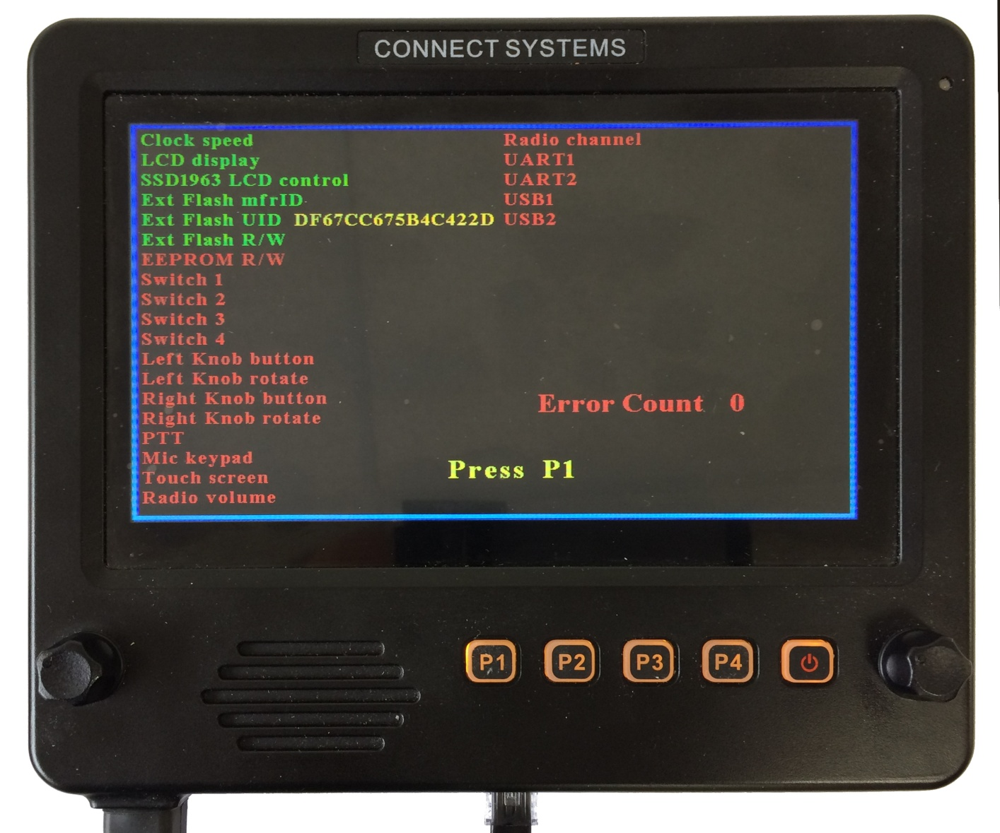 CONNECT SYSTEMS
Clock speed
LCD display
SSD1963 LCD control
Ext Flash mfrID
Ext Flash UID DF67CC675B4C422D
Ext Flash R/W
EEPROM R/W
Switch 1
Switch 2
Switch 3
Switch 4
Left Knob button
Left Knob rotate
Right Knob button
Right Knob rotate
PTT
Mic keypad
Touch screen
Radio volume
Radio channel
UART1
UART2
USB1
USB2
Error Count 0
Press P1
P1 P2 P3 P4